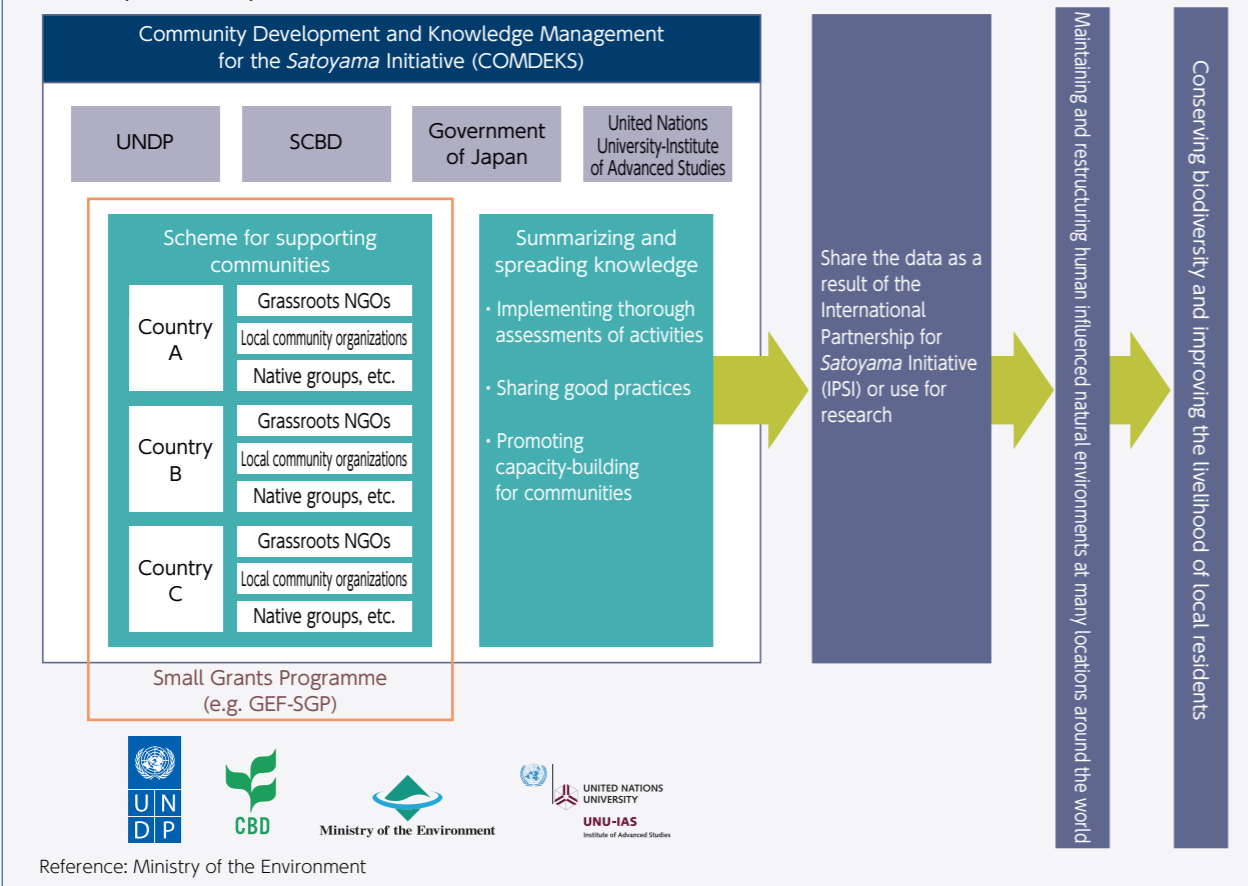 Community Development and Knowledge Management
for the Satoyama Initiative (COMDEKS)
UNDP
SCBD
Government
of Japan
United Nations
University-Institute
of Advanced Studies
Scheme for supporting
communities
Country
A
Grassroots NGOs
Local community organizations
Native groups, etc.
Country
B
Grassroots NGOs
Local community organizations
Native groups, etc.
Country
C
Grassroots NGOs
Local community organizations
Native groups, etc.
Small Grants Programme
(e.g. GEF-SGP)
Summarizing and
spreading knowledge
・Implementing thorough
assessments of activities
・Sharing good practices
・Promoting
capacity-building
for communities
Share the data as a
result of the
International
Partnership for
Satoyama Initiative
(IPSI) or use for
research
Maintaining and restructuring human influenced natural environments at many locations around the world
Conserving biodiversity and improving the livelihood of local residents
U N
D P
CBD
Ministry of the Environment
UNITED NATIONS
UNIVERSITY
UNU-IAS
Institute of Advanced Studies
Reference: Ministry of the Environment